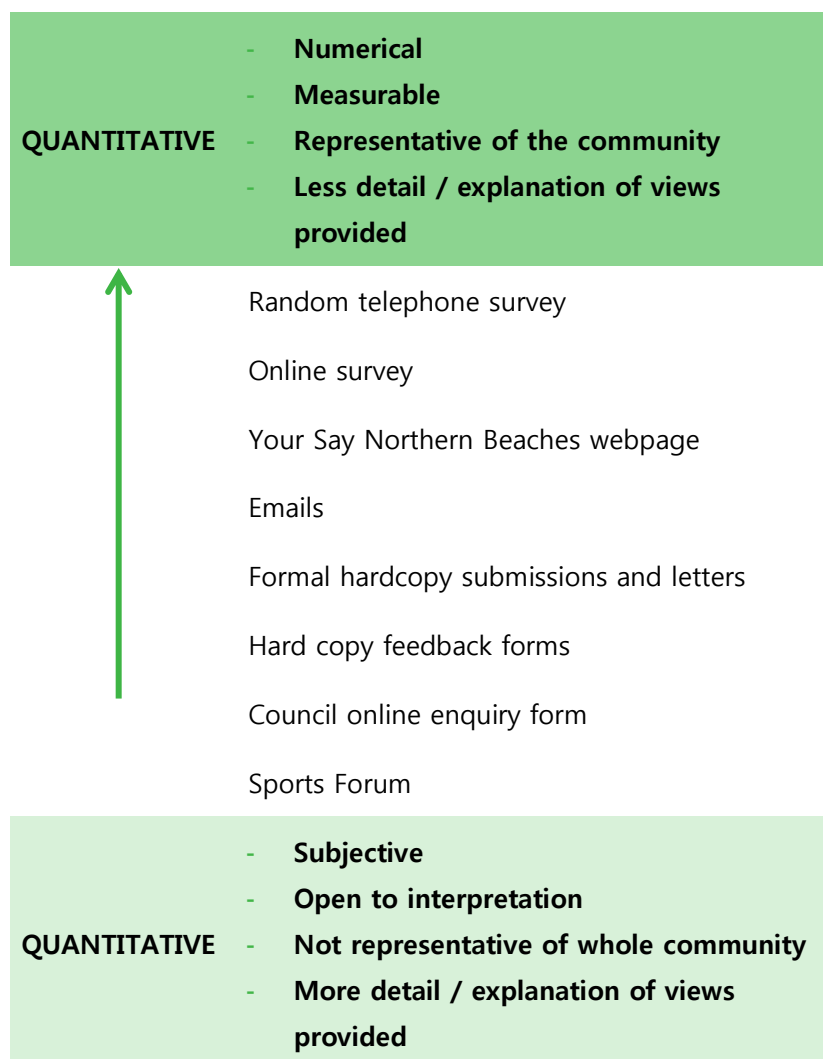 - Numerical
- Measurable
QUANTITATIVE - Representative of the community
- Less detail / explanation of views
provided
Random telephone survey
Online survey
Your Say Northern Beaches webpage
Emails
Formal hardcopy submissions and letters
Hard copy feedback forms
Council online enquiry form
Sports Forum
- Subjective
- Open to interpretation
QUANTITATIVE - Not representative of whole community
- More detail / explanation of views
provided